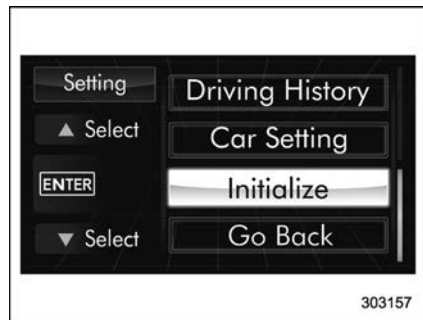 Setting
▲ Select
ENTER
▼ Select
Driving History
Car Setting
Initialize
Go Back
303157